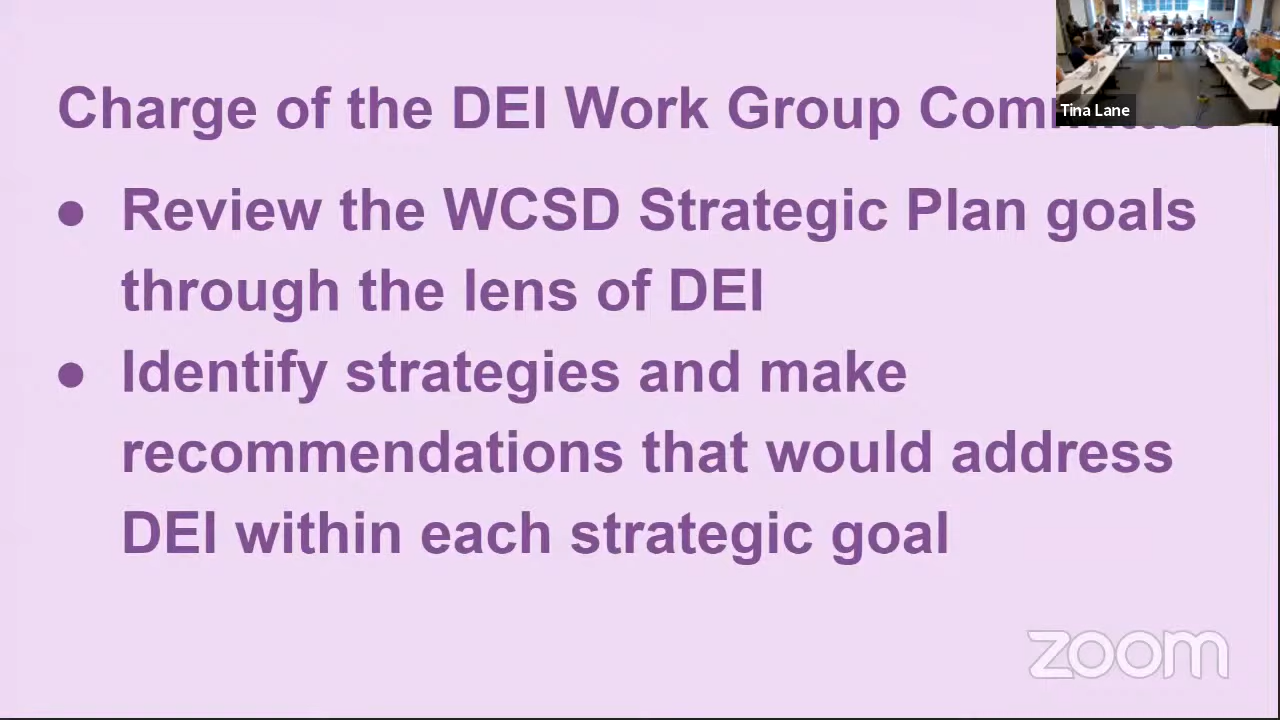 Charge of the DEI Work Group
Tina Lane
● Review the WCSD Strategic Plan goals
through the lens of DEI
● Identify strategies and make
recommendations that would address
DEI within each strategic goal
zoom